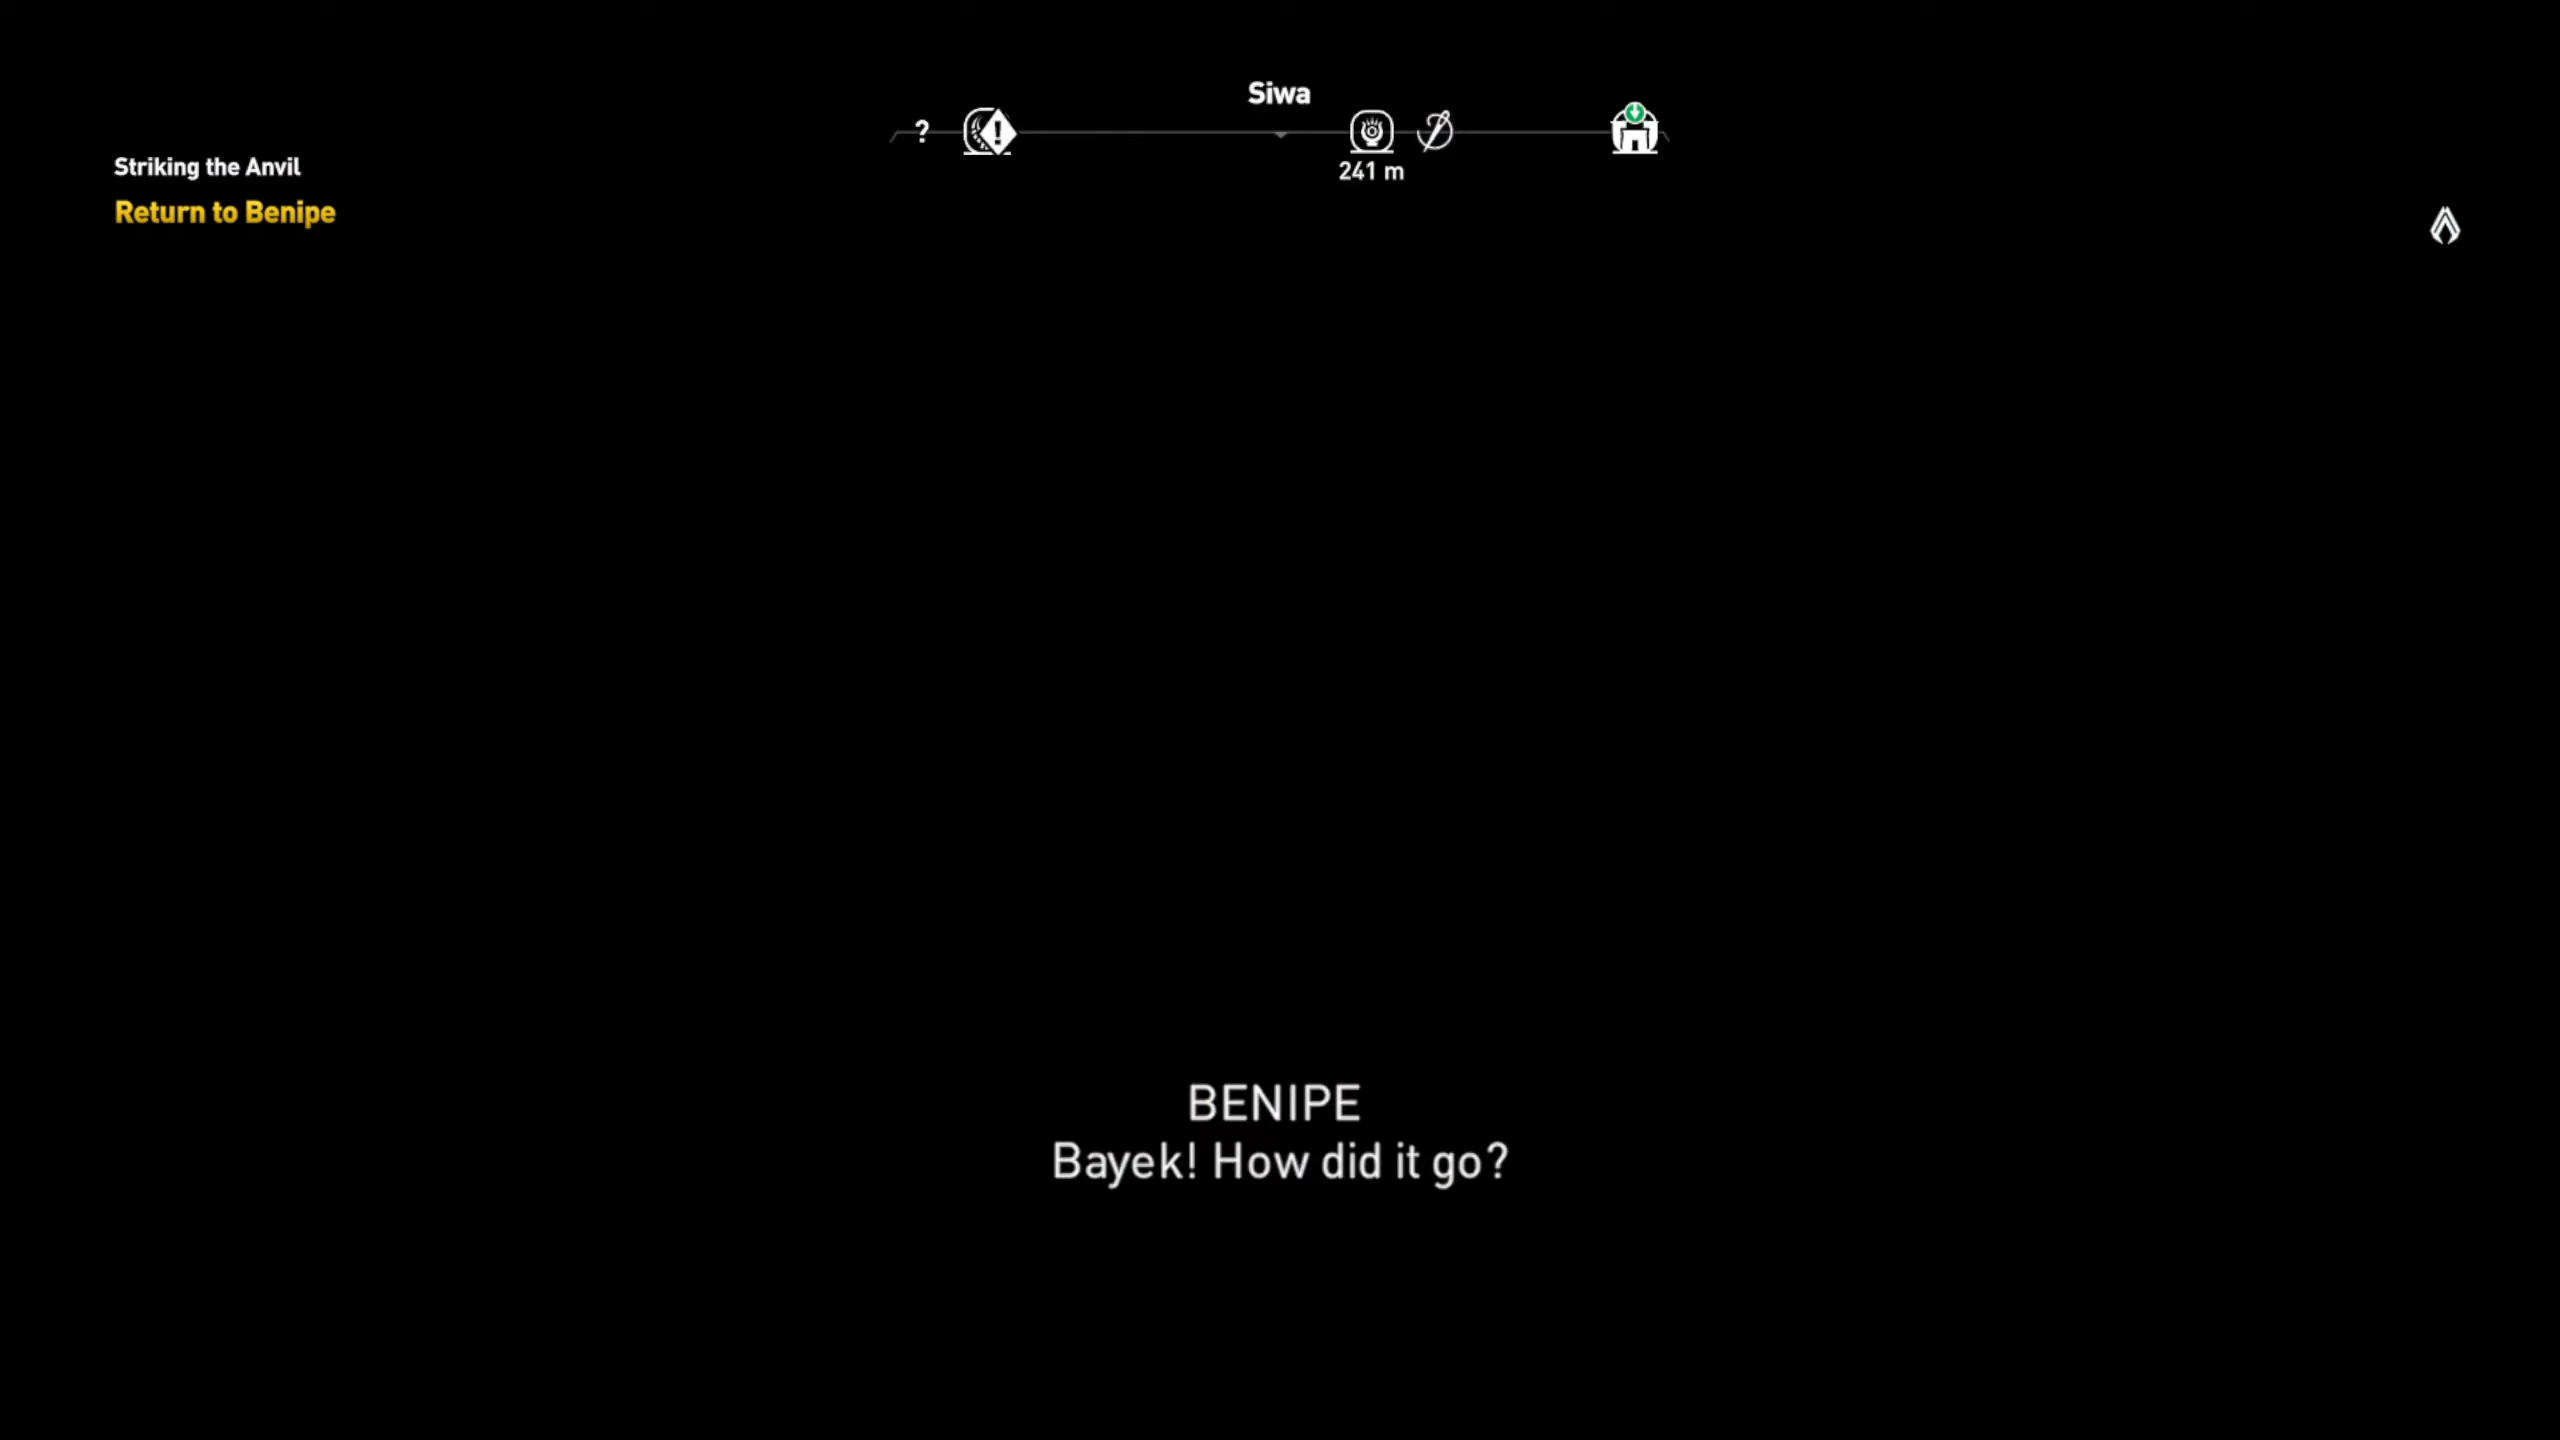 Siwa
?
241 m
Striking the Anvil
Return to Benipe
BENIPE
Bayek! How did it go?